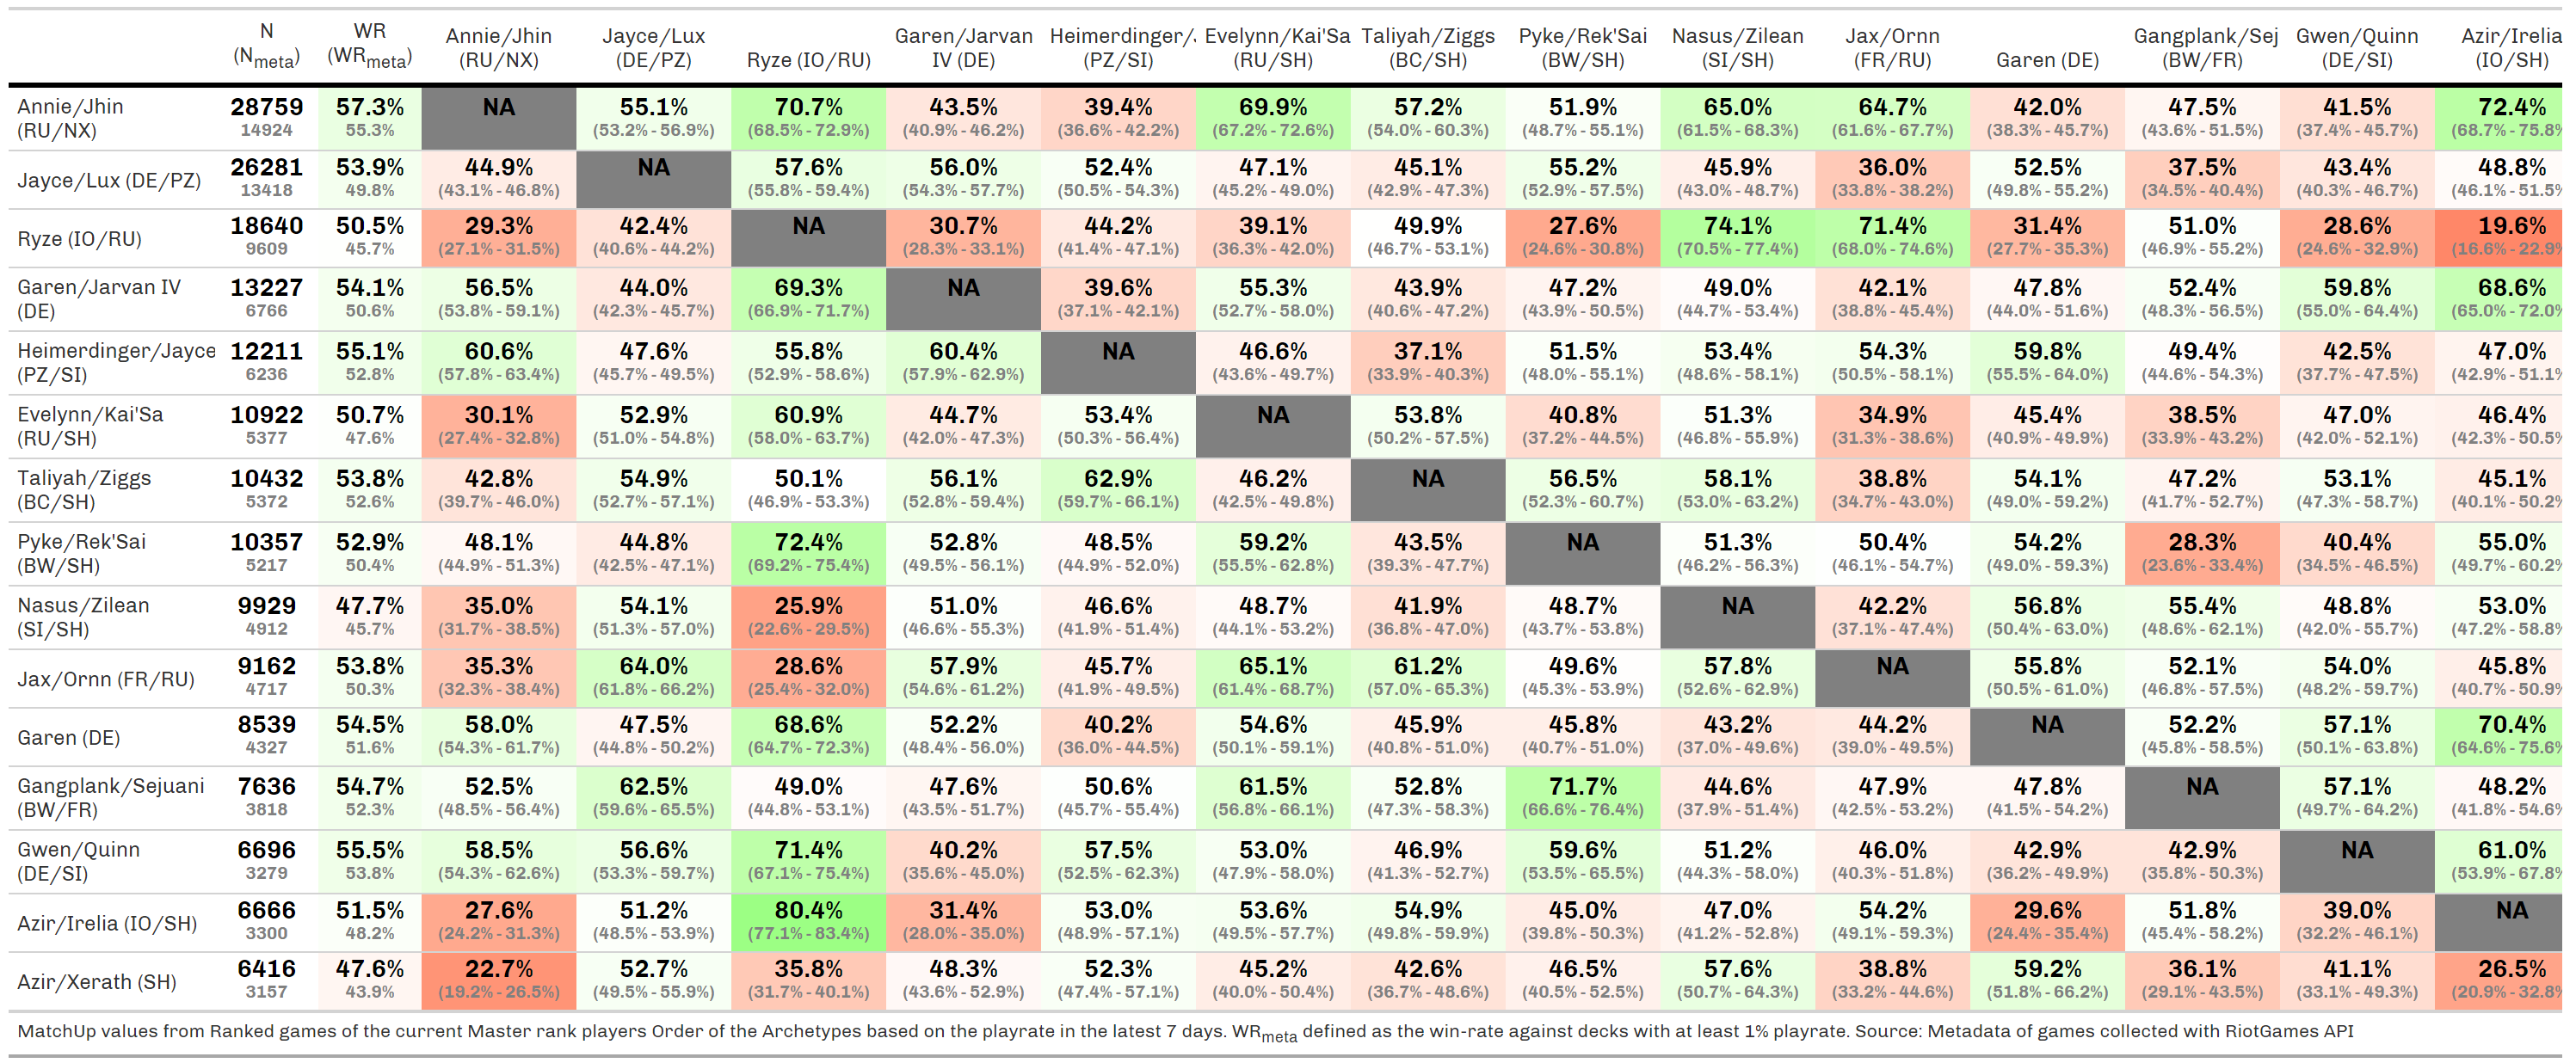 N WR Annie/Jhin Jayce/Lux Ryze (IO/RU) Garen/Jarvan Heimerdinger/J Evelynn/Kai'Sa Taliyah/Ziggs Pyke/Rek'Sai Nasus/Zilean Jax/Ornn Garen (DE) Gangplank/Sej Gwen/Quinn Azir/Irelia
(Nmeta) (WRmeta) (RU/NX) (DE/PZ) IV (DE) (PZ/SI) (RU/SH) (BC/SH) (BW/SH) (SI/SH) (FR/RU) (BW/FR) (DE/SI) (IO/SH)
Annie/Jhin 28759 57.3% NA 55.1% 70.7% 43.5% 39.4% 69.9% 57.2% 51.9% 65.0% 64.7% 42.0% 47.5% 41.5% 72.4%
(RU/NX) 14924 55.3% (53.2% - 56.9%) (68.5% - 72.9%) (40.9% - 46.2%) (36.6% - 42.2%) (67.2% - 72.6%) (54.0% - 60.3%) (48.7% - 55.1%) (61.5% - 68.3%) (61.6% - 67.7%) (38.3% - 45.7%) (43.6% - 51.5%) (37.4% - 45.7%) (68.7% - 75.8%
Jayce/Lux (DE/PZ) 26281 53.9% 44.9% NA 57.6% 56.0% 52.4% 47.1% 45.1% 55.2% 45.9% 36.0% 52.5% 37.5% 43.4% 48.8%
13418 49.8% (43.1% - 46.8%) (55.8% - 59.4%) (54.3% - 57.7%) (50.5% - 54.3%) (45.2% - 49.0%) (42.9% - 47.3%) (52.9% - 57.5%) (43.0% - 48.7%) (33.8% - 38.2%) (49.8% - 55.2%) (34.5% - 40.4%) (40.3% - 46.7%) (46.1% - 51.5%
Ryze (IO/RU) 18640 50.5% 29.3% 42.4% NA 30.7% 44.2% 39.1% 49.9% 27.6% 74.1% 71.4% 31.4% 51.0% 28.6% 19.6%
9609 45.7% (27.1% - 31.5%) (40.6% - 44.2%) (28.3% - 33.1%) (41.4% - 47.1%) (36.3% - 42.0%) (46.7% - 53.1%) (24.6% - 30.8%) (70.5% - 77.4%) (68.0% - 74.6%) (27.7% - 35.3%) (46.9% - 55.2%) (24.6% - 32.9%) (16.6% - 22.9%
Garen/Jarvan IV 13227 54.1% 56.5% 44.0% 69.3% NA 39.6% 55.3% 43.9% 47.2% 49.0% 42.1% 47.8% 52.4% 59.8% 68.6%
(DE) 6766 50.6% (53.8% - 59.1%) (42.3% - 45.7%) (66.9% - 71.7%) (37.1% - 42.1%) (52.7% - 58.0%) (40.6% - 47.2%) (43.9% - 50.5%) (44.7% - 53.4%) (38.8% - 45.4%) (44.0% - 51.6%) (48.3% - 56.5%) (55.0% - 64.4%) (65.0% - 72.0%
Heimerdinger/Jayce 12211 55.1% 60.6% 47.6% 55.8% 60.4% NA 46.6% 37.1% 51.5% 53.4% 54.3% 59.8% 49.4% 42.5% 47.0%
(PZ/SI) 6236 52.8% (57.8% - 63.4%) (45.7% - 49.5%) (52.9% - 58.6%) (57.9% - 62.9%) (43.6% - 49.7%) (33.9% - 40.3%) (48.0% - 55.1%) (48.6% - 58.1%) (50.5% - 58.1%) (55.5% - 64.0%) (44.6% - 54.3%) (37.7% - 47.5%) (42.9% - 51.1%
Evelynn/Kai'Sa 10922 50.7% 30.1% 52.9% 60.9% 44.7% 53.4% NA 53.8% 40.8% 51.3% 34.9% 45.4% 38.5% 47.0% 46.4%
(RU/SH) 5377 47.6% (27.4% - 32.8%) (51.0% - 54.8%) (58.0% - 63.7%) (42.0% - 47.3%) (50.3% - 56.4%) (50.2% - 57.5%) (37.2% - 44.5%) (46.8% - 55.9%) (31.3% - 38.6%) (40.9% - 49.9%) (33.9% - 43.2%) (42.0% - 52.1%) (42.3% - 50.5%
Taliyah/Ziggs 10432 53.8% 42.8% 54.9% 50.1% 56.1% 62.9% 46.2% NA 56.5% 58.1% 38.8% 54.1% 47.2% 53.1% 45.1%
(BC/SH) 5372 52.6% (39.7% - 46.0%) (52.7% - 57.1%) (46.9% - 53.3%) (52.8% - 59.4%) (59.7% - 66.1%) (42.5% - 49.8%) (52.3% - 60.7%) (53.0% - 63.2%) (34.7% - 43.0%) (49.0% - 59.2%) (41.7% - 52.7%) (47.3% - 58.7%) (40.1% - 50.2%
Pyke/Rek'Sai 10357 52.9% 48.1% 44.8% 72.4% 52.8% 48.5% 59.2% 43.5% NA 51.3% 50.4% 54.2% 28.3% 40.4% 55.0%
(BW/SH) 5217 50.4% (44.9% - 51.3%) (42.5% - 47.1%) (69.2% - 75.4%) (49.5% - 56.1%) (44.9% - 52.0%) (55.5% - 62.8%) (39.3% - 47.7%) (46.2% - 56.3%) (46.1% - 54.7%) (49.0% - 59.3%) (23.6% - 33.4%) (34.5% - 46.5%) (49.7% - 60.2%
Nasus/Zilean 9929 47.7% 35.0% 54.1% 25.9% 51.0% 46.6% 48.7% 41.9% 48.7% NA 42.2% 56.8% 55.4% 48.8% 53.0%
(SI/SH) 4912 45.7% (31.7% - 38.5%) (51.3% - 57.0%) (22.6% - 29.5%) (46.6% - 55.3%) (41.9% - 51.4%) (44.1% - 53.2%) (36.8% - 47.0%) (43.7% - 53.8%) (37.1% - 47.4%) (50.4% - 63.0%) (48.6% - 62.1%) (42.0% - 55.7%) (47.2% - 58.8%
Jax/Ornn (FR/RU) 9162 53.8% 35.3% 64.0% 28.6% 57.9% 45.7% 65.1% 61.2% 49.6% 57.8% NA 55.8% 52.1% 54.0% 45.8%
4717 50.3% (32.3% - 38.4%) (61.8% - 66.2%) (25.4% - 32.0%) (54.6% - 61.2%) (41.9% - 49.5%) (61.4% - 68.7%) (57.0% - 65.3%) (45.3% - 53.9%) (52.6% - 62.9%) (50.5% - 61.0%) (46.8% - 57.5%) (48.2% - 59.7%) (40.7% - 50.9%
Garen (DE) 8539 54.5% 58.0% 47.5% 68.6% 52.2% 40.2% 54.6% 45.9% 45.8% 43.2% 44.2% NA 52.2% 57.1% 70.4%
4327 51.6% (54.3% - 61.7%) (44.8% - 50.2%) (64.7% - 72.3%) (48.4% - 56.0%) (36.0% - 44.5%) (50.1% - 59.1%) (40.8% - 51.0%) (40.7% - 51.0%) (37.0% - 49.6%) (39.0% - 49.5%) (45.8% - 58.5%) (50.1% - 63.8%) (64.6% - 75.6%
Gangplank/Sejuani 7636 54.7% 52.5% 62.5% 49.0% 47.6% 50.6% 61.5% 52.8% 71.7% 44.6% 47.9% 47.8% NA 57.1% 48.2%
(BW/FR) 3818 52.3% (48.5% - 56.4%) (59.6% - 65.5%) (44.8% - 53.1%) (43.5% - 51.7%) (45.7% - 55.4%) (56.8% - 66.1%) (47.3% - 58.3%) (66.6% - 76.4%) (37.9% - 51.4%) (42.5% - 53.2%) (41.5% - 54.2%) (49.7% - 64.2%) (41.8% - 54.6%
Gwen/Quinn 6696 55.5% 58.5% 56.6% 71.4% 40.2% 57.5% 53.0% 46.9% 59.6% 51.2% 46.0% 42.9% 42.9% NA 61.0%
(DE/SI) 3279 53.8% (54.3% - 62.6%) (53.3% - 59.7%) (67.1% - 75.4%) (35.6% - 45.0%) (52.5% - 62.3%) (47.9% - 58.0%) (41.3% - 52.7%) (53.5% - 65.5%) (44.3% - 58.0%) (40.3% - 51.8%) (36.2% - 49.9%) (35.8% - 50.3%) (53.9% - 67.8%
Azir/Irelia (IO/SH) 6666 51.5% 27.6% 51.2% 80.4% 31.4% 53.0% 53.6% 54.9% 45.0% 47.0% 54.2% 29.6% 51.8% 39.0% NA
3300 48.2% (24.2% - 31.3%) (48.5% - 53.9%) (77.1% - 83.4%) (28.0% - 35.0%) (48.9% - 57.1%) (49.5% - 57.7%) (49.8% - 59.9%) (39.8% - 50.3%) (41.2% - 52.8%) (49.1% - 59.3%) (24.4% - 35.4%) (45.4% - 58.2%) (32.2% - 46.1%)
Azir/Xerath (SH) 6416 47.6% 22.7% 52.7% 35.8% 48.3% 52.3% 45.2% 42.6% 46.5% 57.6% 38.8% 59.2% 36.1% 41.1% 26.5%
3157 43.9% (19.2% - 26.5%) (49.5% - 55.9%) (31.7% - 40.1%) (43.6% - 52.9%) (47.4% - 57.1%) (40.0% - 50.4%) (36.7% - 48.6%) (40.5% - 52.5%) (50.7% - 64.3%) (33.2% - 44.6%) (51.8% - 66.2%) (29.1% - 43.5%) (33.1% - 49.3%) (20.9% - 32.8%
MatchUp values from Ranked games of the current Master rank players Order of the Archetypes based on the playrate in the latest 7 days. WRmeta defined as the win-rate against decks with at least 1% playrate. Source: Metadata of games collected with RiotGames API